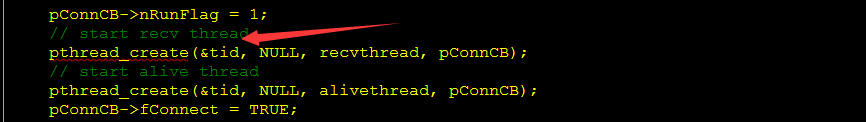 pConnCB->nRunFlag = 1;
// start recv thread
pthread_create(&tid, NULL, recvthread, pConnCB);
// start alive thread
pthread_create(&tid, NULL, alivethread, pConnCB);
pConnCB->fConnect = TRUE;